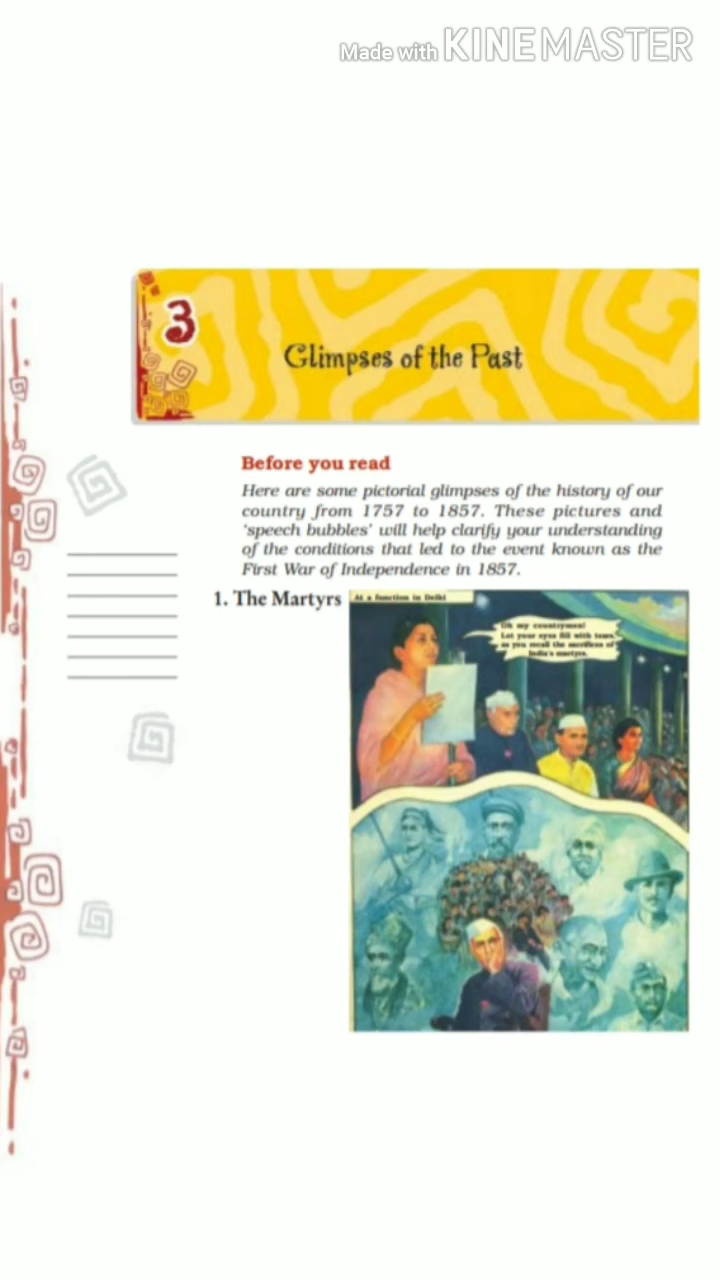 Made with KINEMASTER
3
Glimpses of the Past
Before you read
Here are some pictorial glimpses of the history of our
country from 1757 to 1857. These pictures and
‘speech bubbles’ will help clarify your understanding
of the conditions that led to the event known as the
First War of Independence in 1857.
1. The Martyrs
At a function in Delhi
Oh my countrymen!
Let your eyes fill with tears,
as you recall the sacrifices of
India's martyrs.